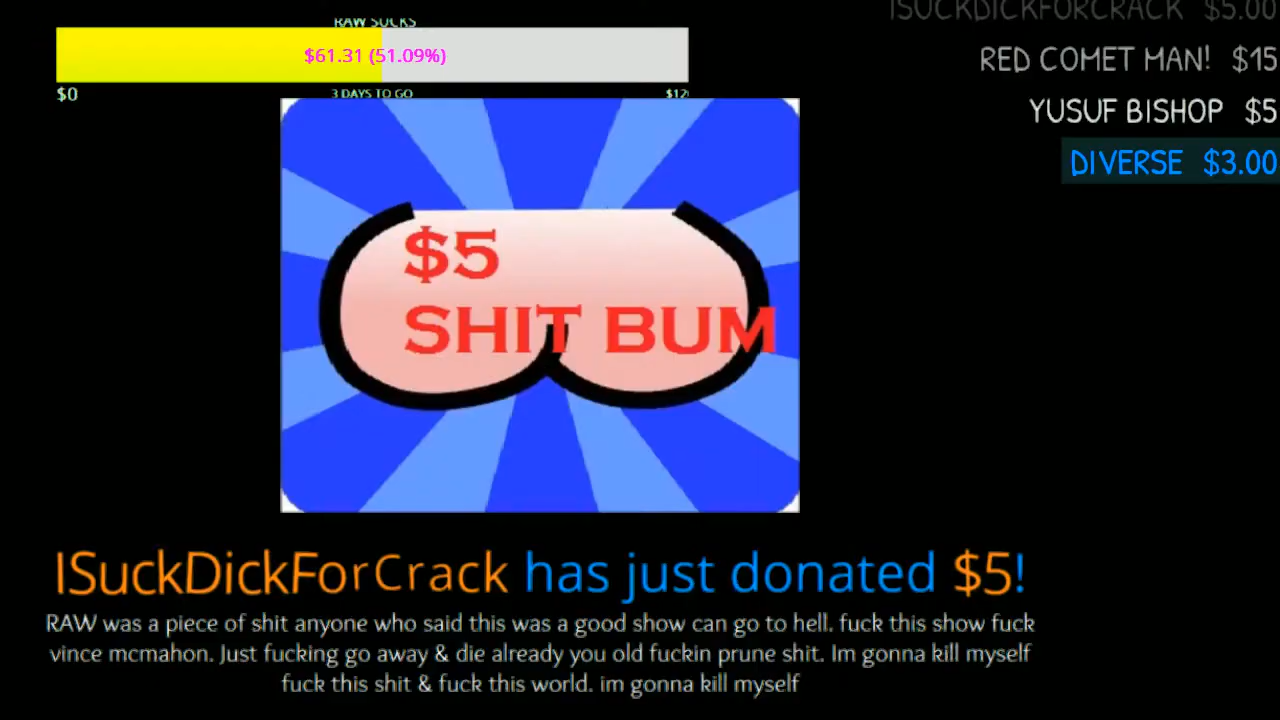 RAW SUCKS
$61.31 (51.09%)
$0
3 DAYS TO GO
$12
ISUCKDICKFORCRACK $5.00
RED COMET MAN! $15
YUSUF BISHOP $5
DIVERSE $3.00
$5
SHIT BUM
ISuckDickForCrack has just donated $5!
RAW was a piece of shit anyone who said this was a good show can go to hell. fuck this show fuck
vince mcmahon. Just fucking go away & die already you old fuckin prune shit. Im gonna kill myself
fuck this shit & fuck this world. im gonna kill myself